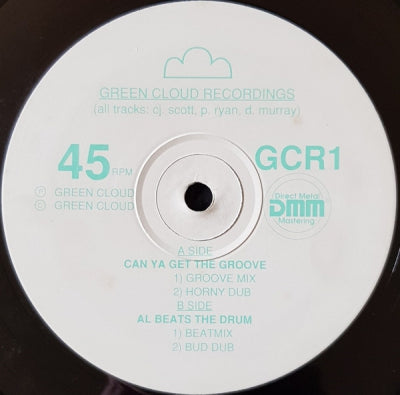 GREEN CLOUD RECORDINGS
(all tracks: cj. scott, p. ryan, d. murray)
45 RPM
GCR1
Ⓟ GREEN CLOUD
© GREEN CLOUD
Direct Metal
DMM
Mastering
A SIDE
CAN YA GET THE GROOVE
1) GROOVE MIX
2) HORNY DUB
B SIDE
AL BEATS THE DRUM
1) BEATMIX
2) BUD DUB